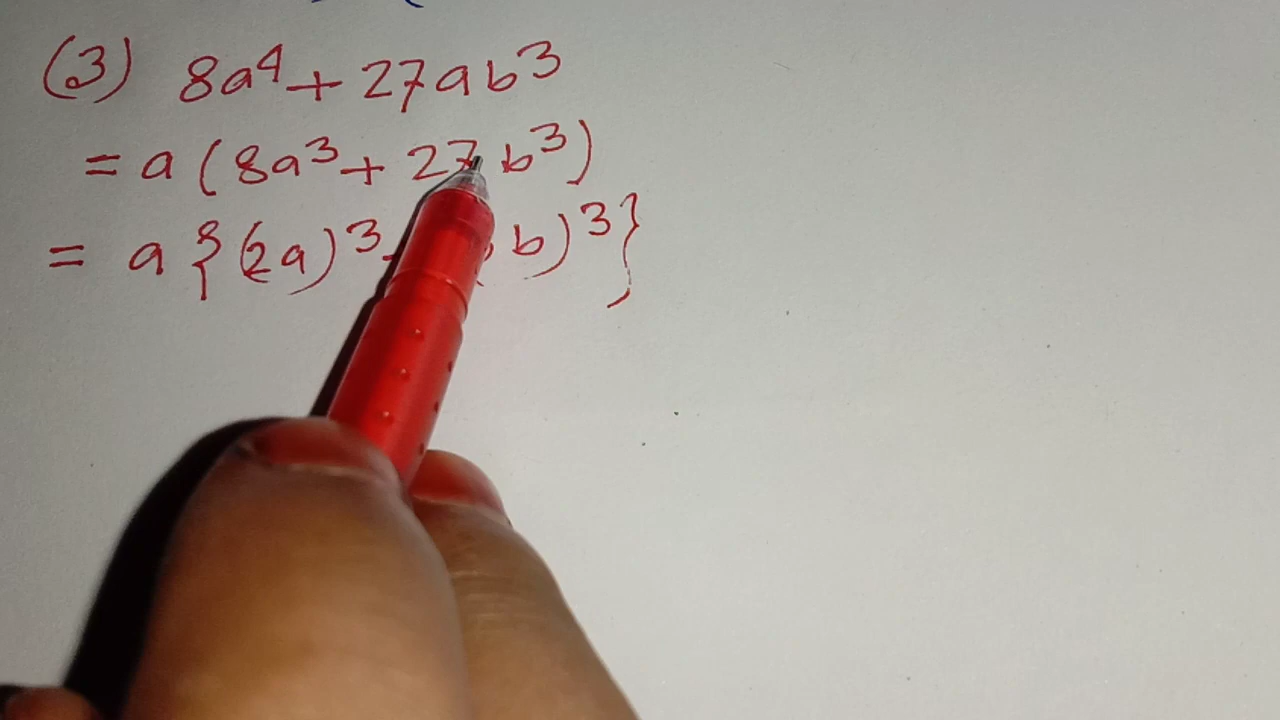 (3) 8a⁴ + 27ab³
= a (8a³ + 27b³)
= a {(2a)³ b)³}